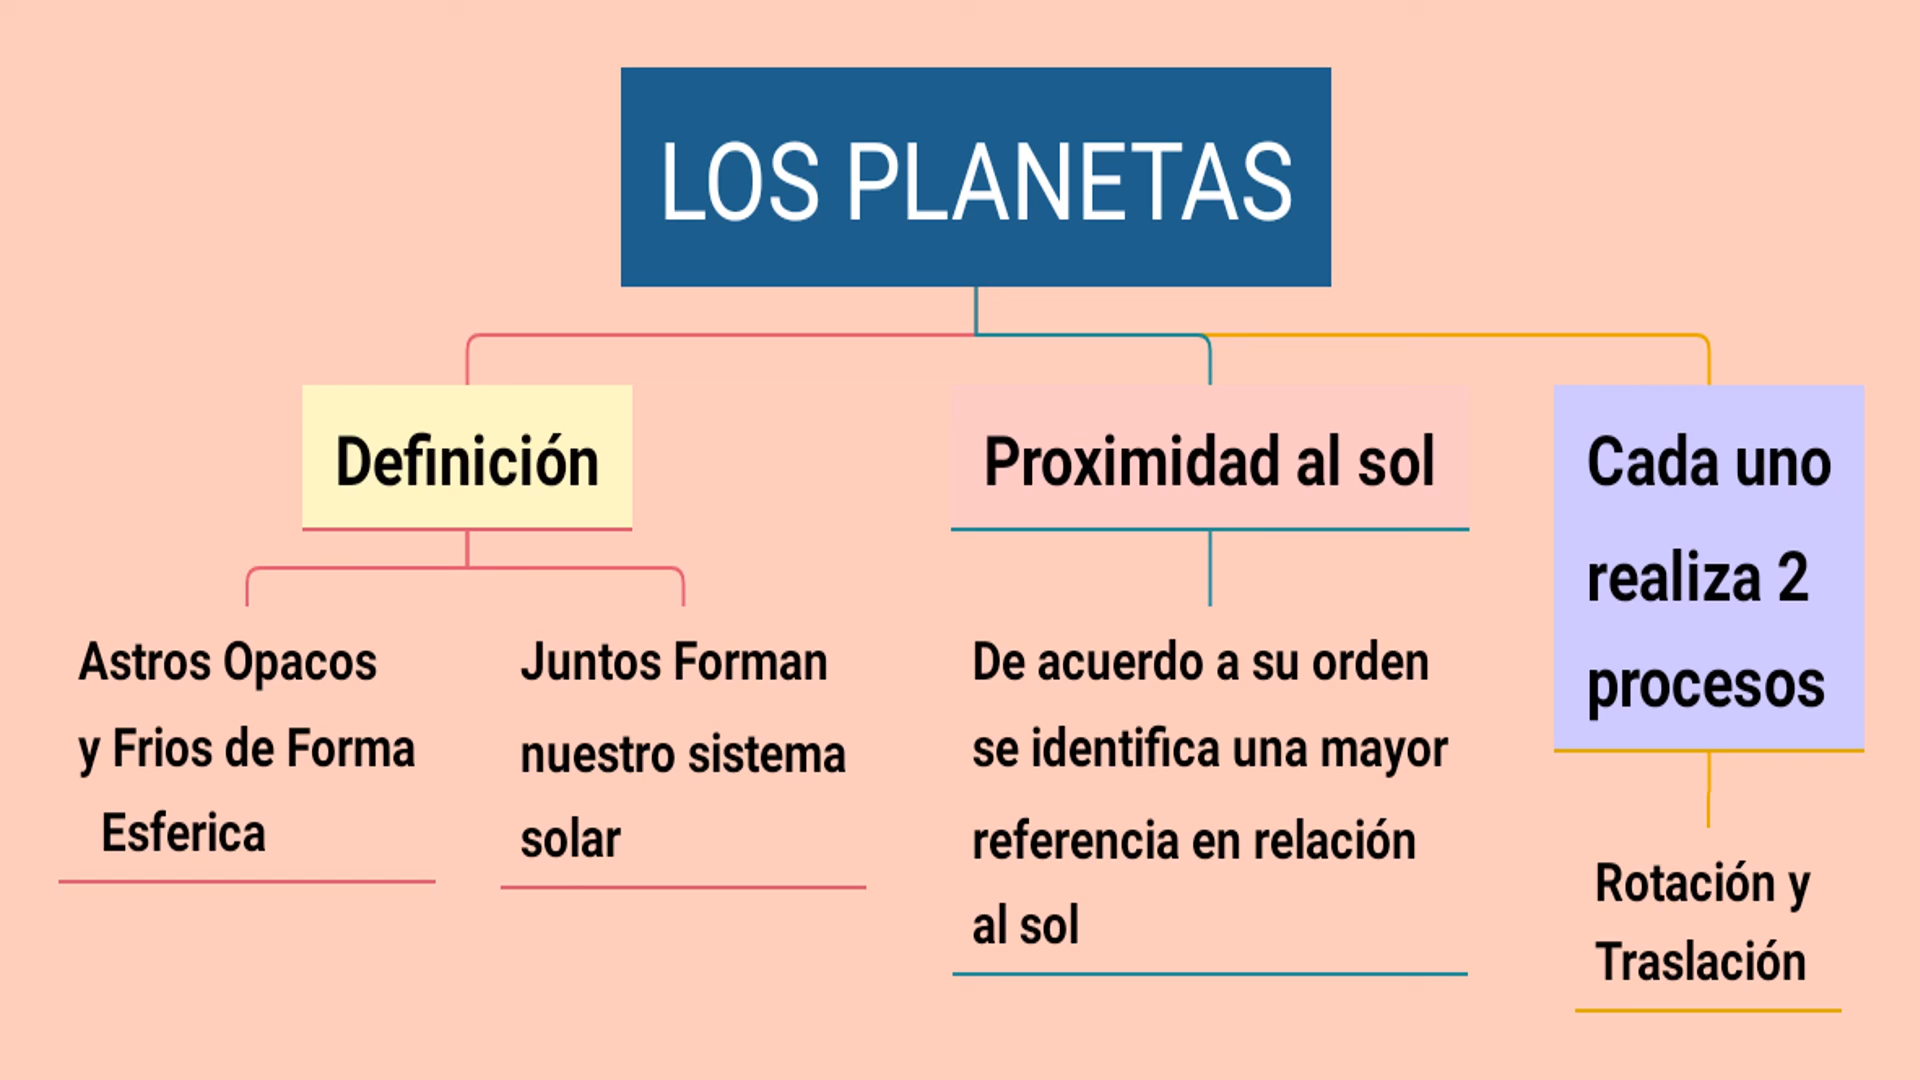 LOS PLANETAS
Definición
Astros Opacos
y Frios de Forma
Esferica
Juntos Forman
nuestro sistema
solar
Proximidad al sol
De acuerdo a su orden
se identifica una mayor
referencia en relación
al sol
Cada uno
realiza 2
procesos
Rotación y
Traslación